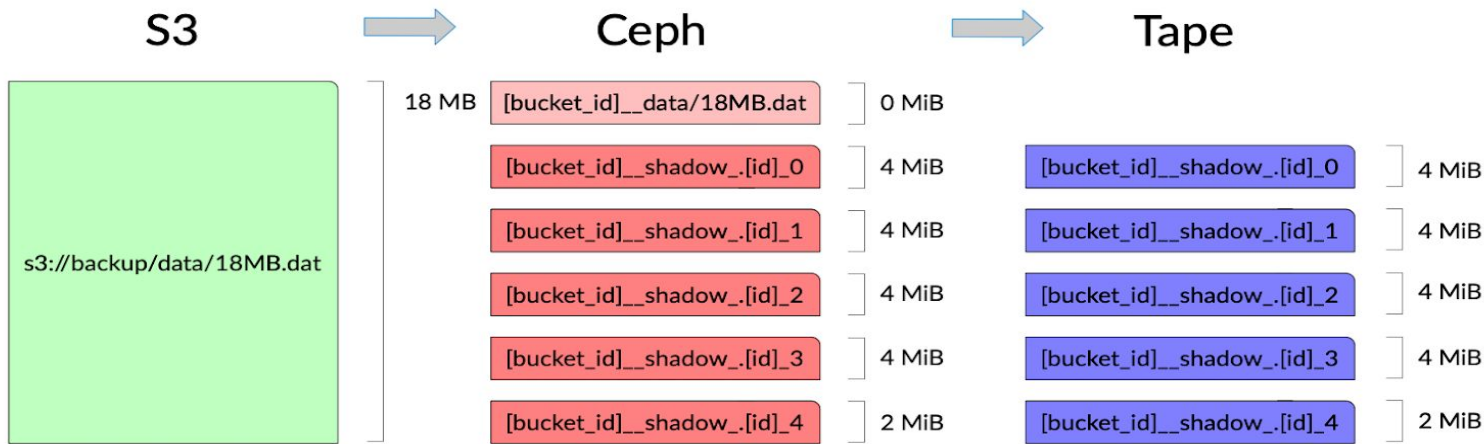 S3
Ceph
Tape
s3://backup/data/18MB.dat
18 MB
[bucket_id]__data/18MB.dat
0 MiB
[bucket_id]__shadow_.[id]_0
4 MiB
[bucket_id]__shadow_.[id]_1
4 MiB
[bucket_id]__shadow_.[id]_2
4 MiB
[bucket_id]__shadow_.[id]_3
4 MiB
[bucket_id]__shadow_.[id]_4
2 MiB
[bucket_id]__shadow_.[id]_0
4 MiB
[bucket_id]__shadow_.[id]_1
4 MiB
[bucket_id]__shadow_.[id]_2
4 MiB
[bucket_id]__shadow_.[id]_3
4 MiB
[bucket_id]__shadow_.[id]_4
2 MiB